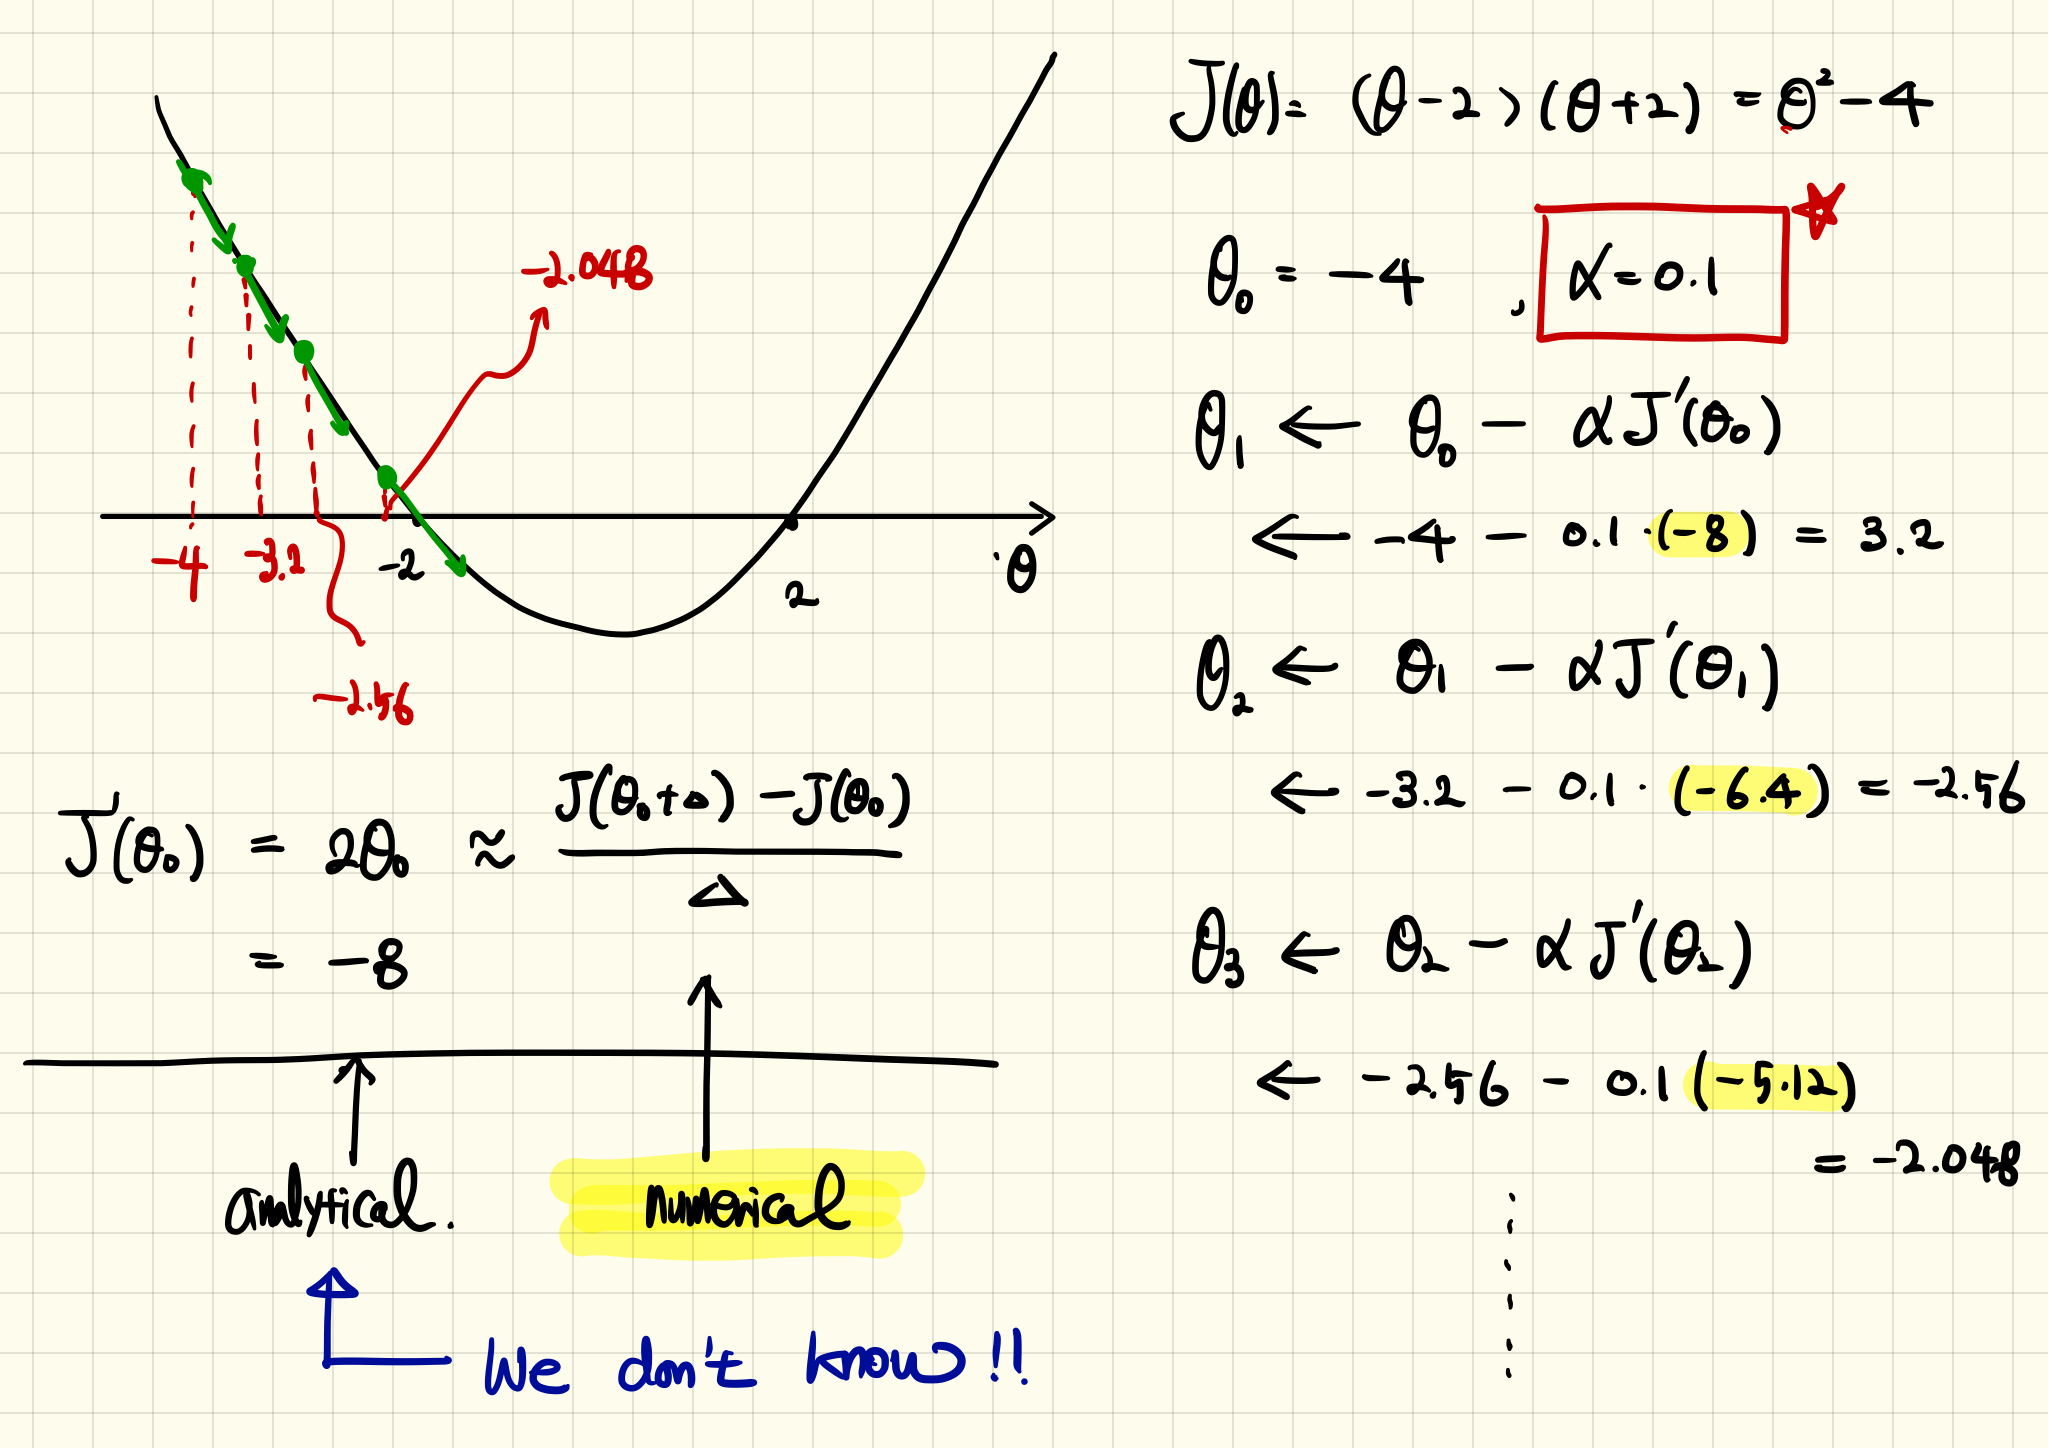 J(θ) = (θ-2)(θ+2) = θ²-4
θ₀ = -4 , α=0.1
θ₁ ← θ₀ - αJ'(θ₀)
← -4 - 0.1·(-8) = 3.2
θ₂ ← θ₁ - αJ'(θ₁)
← -3.2 - 0.1·(-6.4) = -2.56
θ₃ ← θ₂ - αJ'(θ₂)
← -2.56 - 0.1(-5.12)
= -2.048
-2.048
-4
-3.2
-2
2
θ
-2.56
J'(θ₀) = 2θ₀ ≈ J(θ₀+Δ) - J(θ₀) / Δ
= -8
analytical.
numerical
We don't know!!